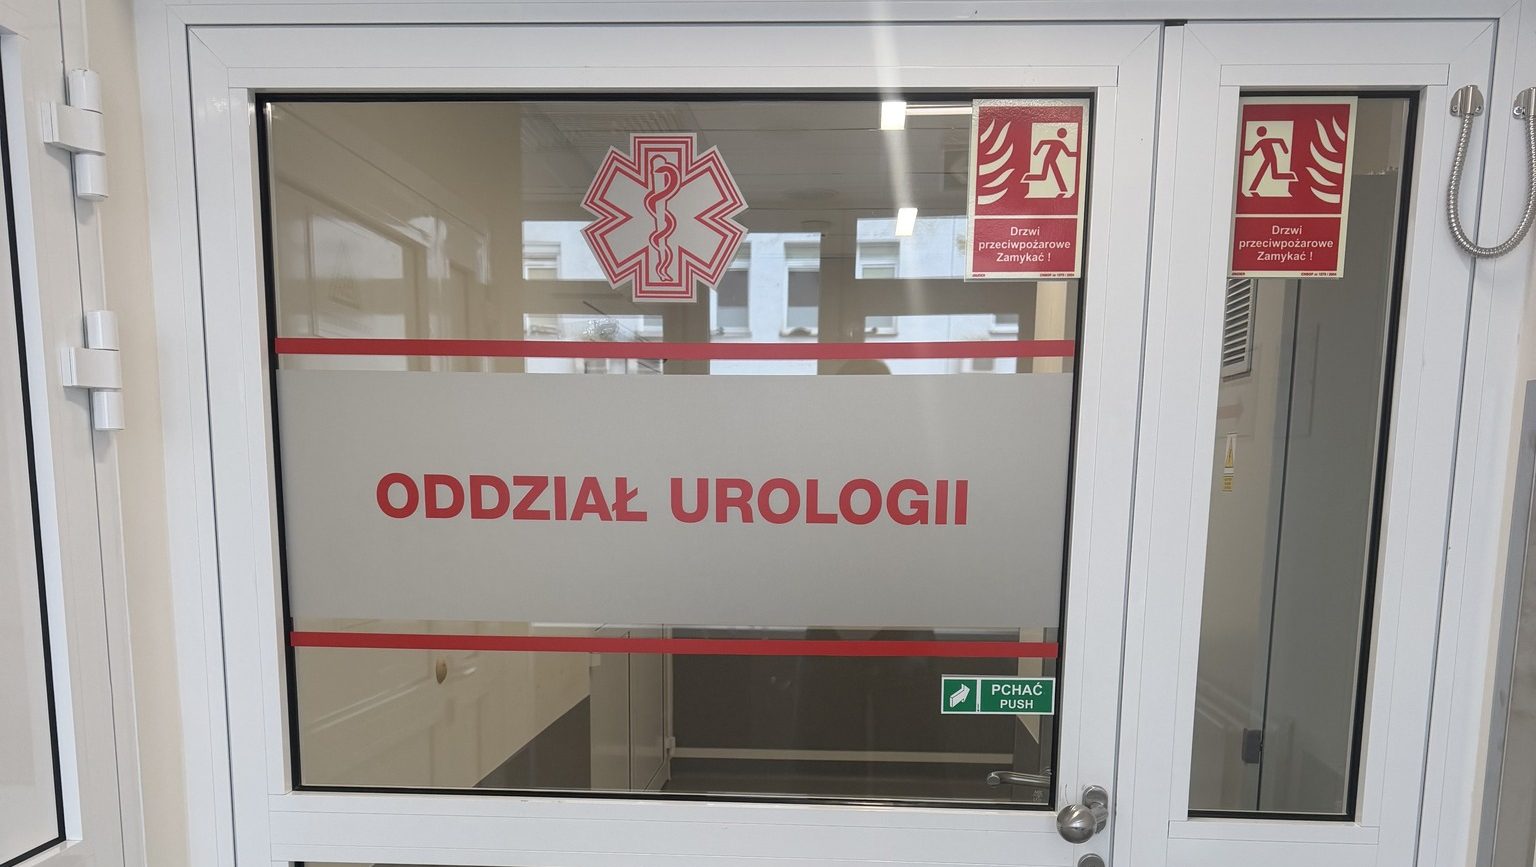 Drzwi
przeciwpożarowe
Zamykać !
Drzwi
przeciwpożarowe
Zamykać !
ODDZIAŁ UROLOGII
PCHAĆ
PUSH